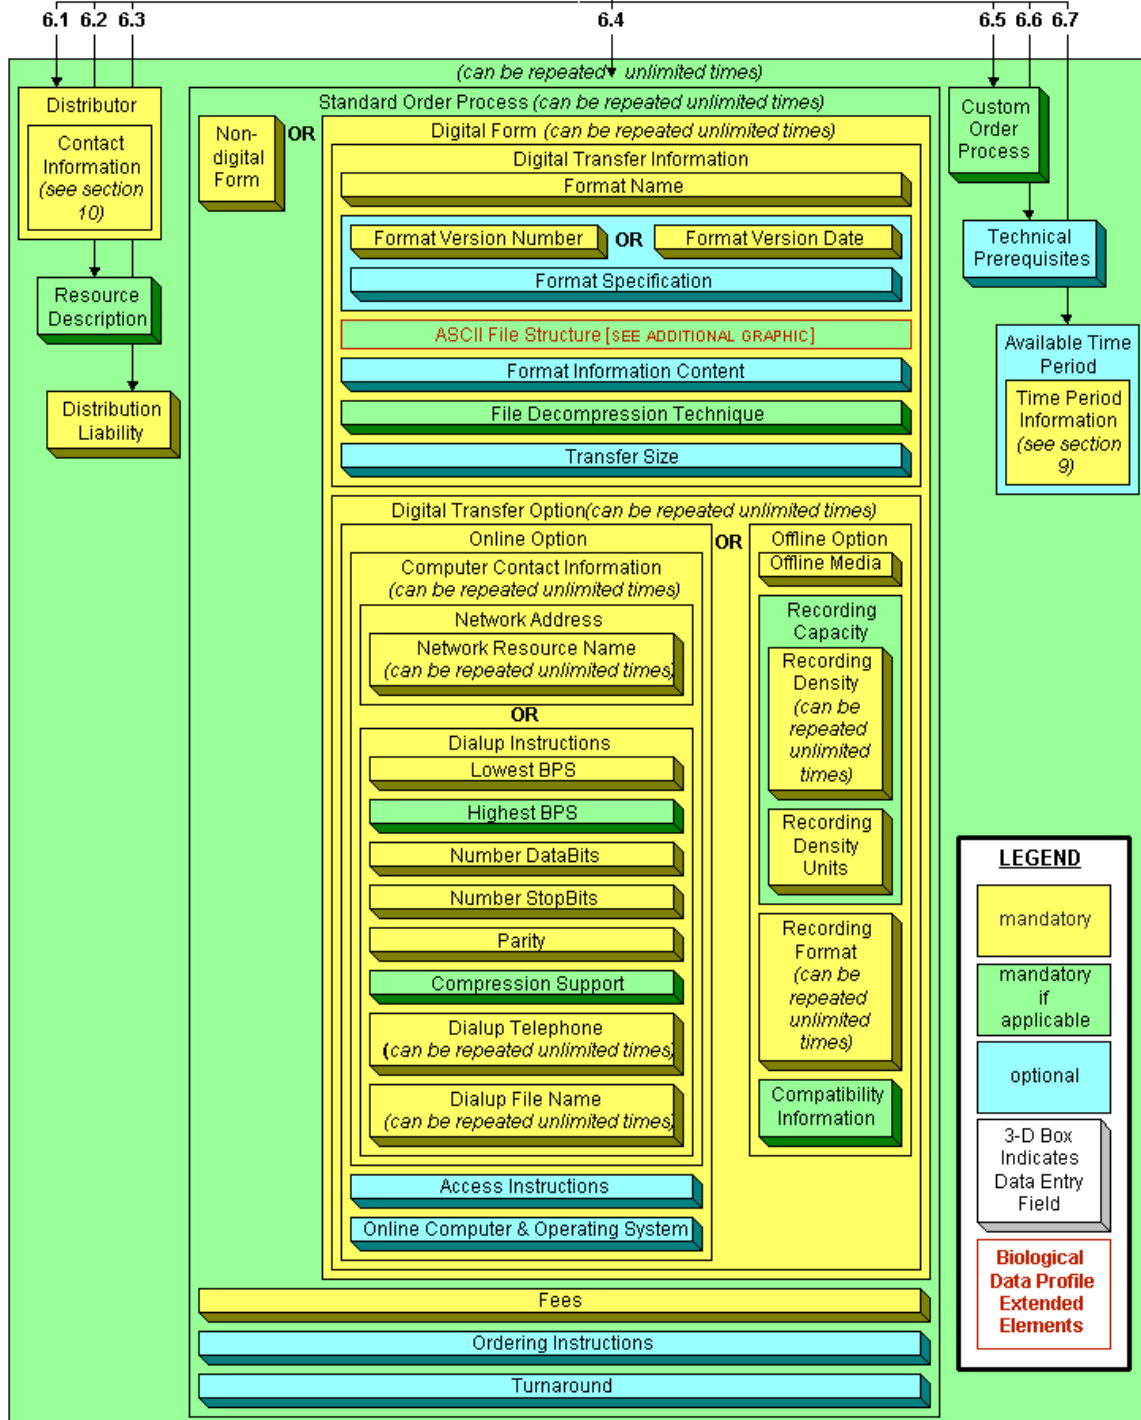 6.1 6.2 6.3 6.4 6.5 6.6 6.7
(can be repeated unlimited times)
Distributor
Contact
Information
(see section
10)
Resource
Description
Distribution
Liability
Standard Order Process (can be repeated unlimited times)
Non-
digital
Form
OR
Digital Form (can be repeated unlimited times)
Digital Transfer Information
Format Name
Format Version Number OR Format Version Date
Format Specification
ASCII File Structure [SEE ADDITIONAL GRAPHIC]
Format Information Content
File Decompression Technique
Transfer Size
Digital Transfer Option(can be repeated unlimited times)
Online Option
Computer Contact Information
(can be repeated unlimited times)
Network Address
Network Resource Name
(can be repeated unlimited times)
OR
Dialup Instructions
Lowest BPS
Highest BPS
Number DataBits
Number StopBits
Parity
Compression Support
Dialup Telephone
(can be repeated unlimited times)
Dialup File Name
(can be repeated unlimited times)
Access Instructions
Online Computer & Operating System
OR
Offline Option
Offline Media
Recording
Capacity
Recording
Density
(can be
repeated
unlimited
times)
Recording
Density
Units
Recording
Format
(can be
repeated
unlimited
times)
Compatibility
Information
Fees
Ordering Instructions
Turnaround
Custom
Order
Process
Technical
Prerequisites
Available Time
Period
Time Period
Information
(see section
9)
LEGEND
mandatory
mandatory
if
applicable
optional
3-D Box
Indicates
Data Entry
Field
Biological
Data Profile
Extended
Elements